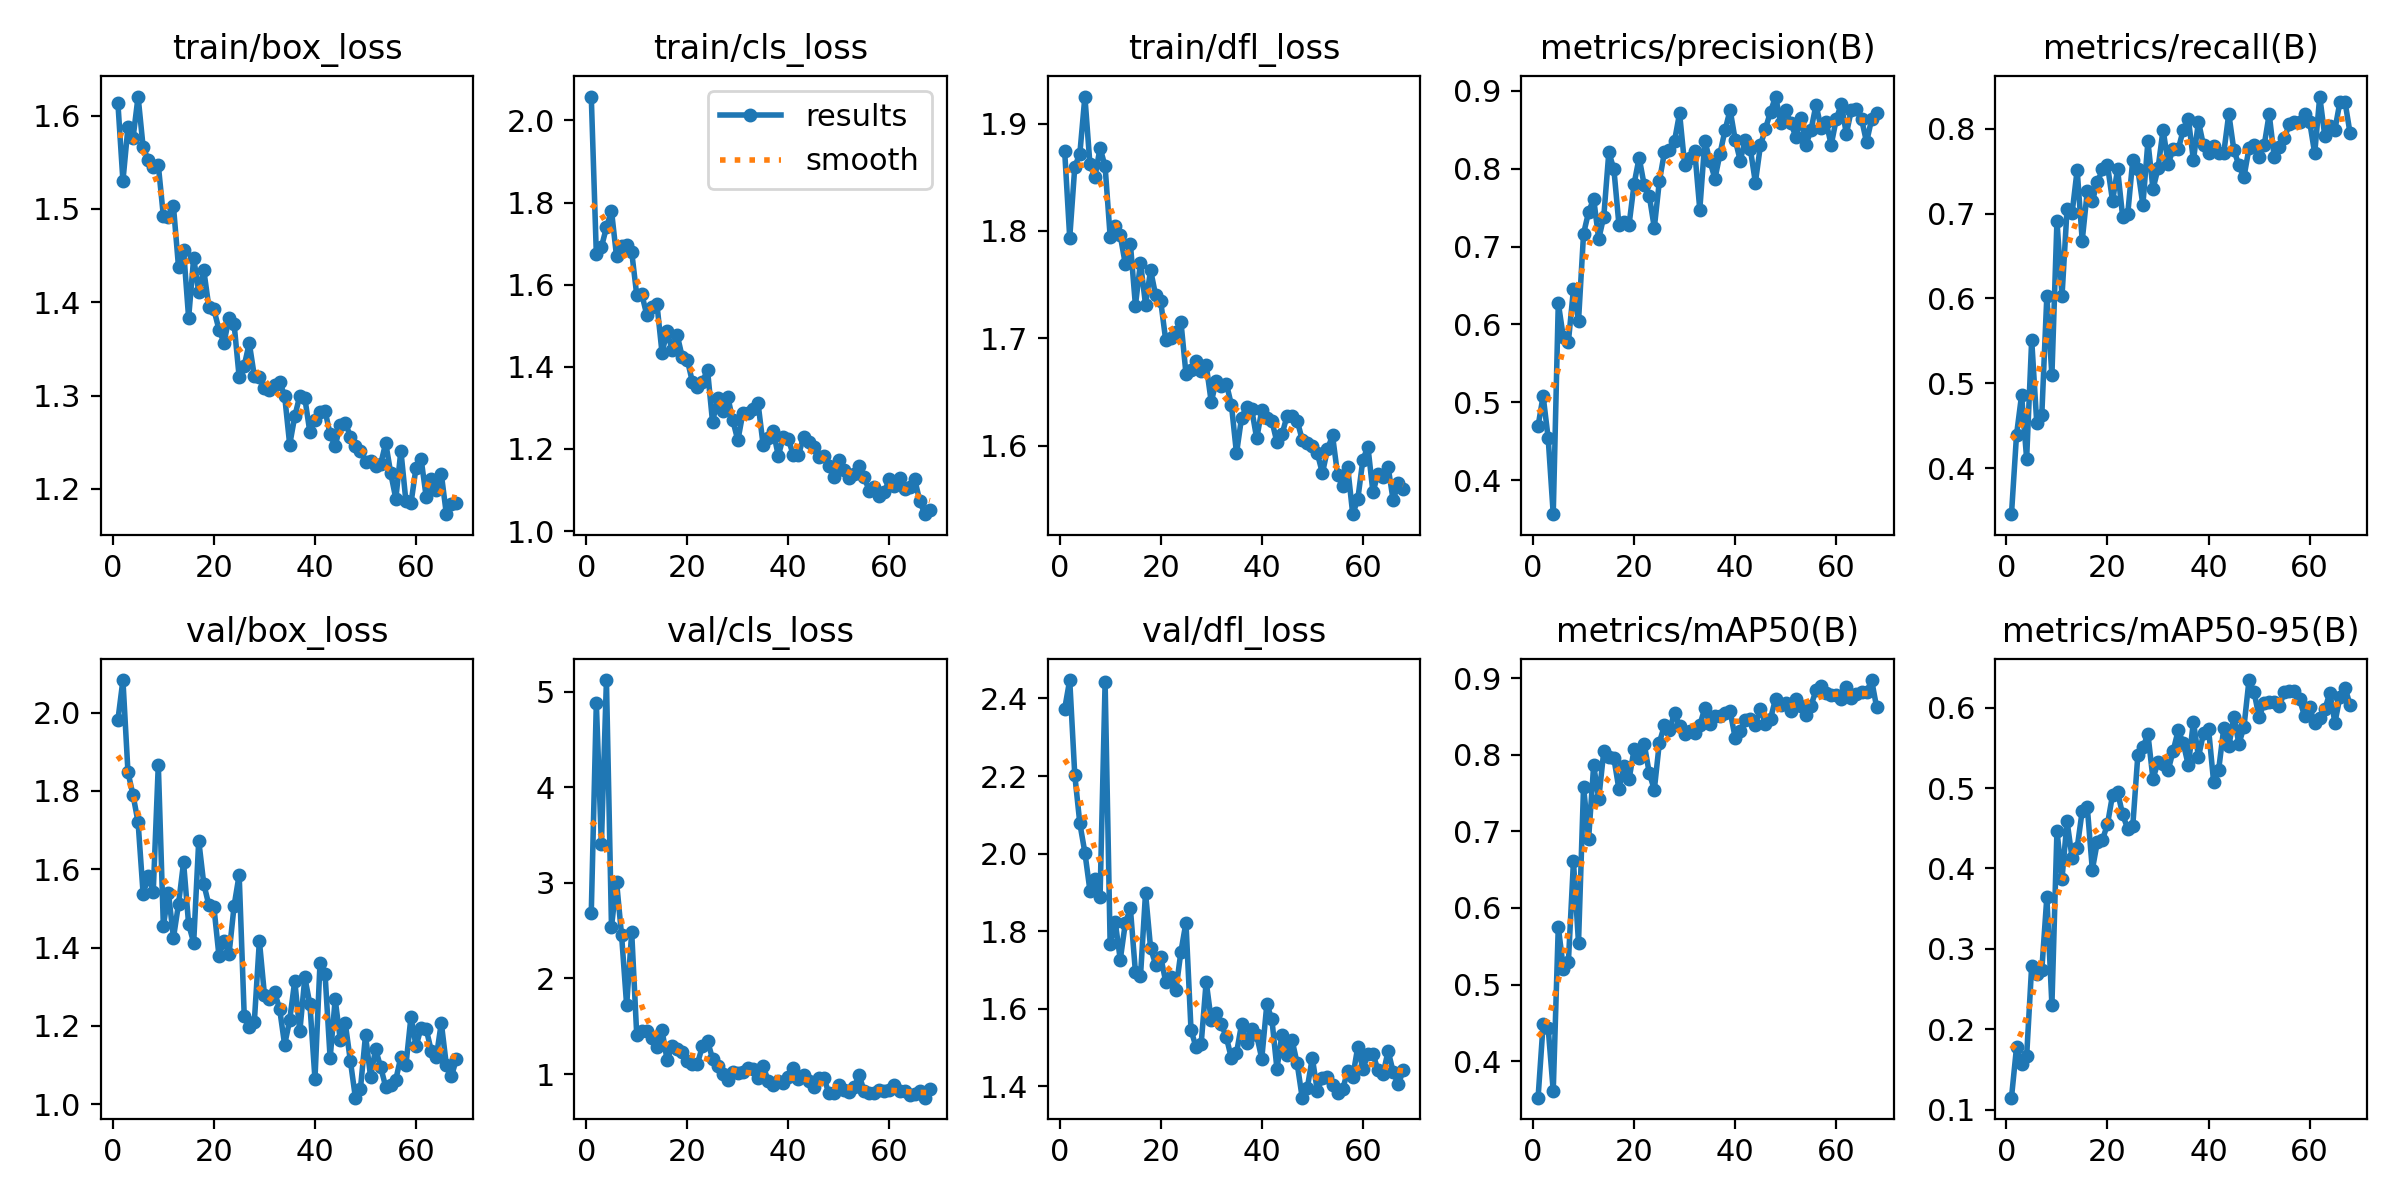 train/box_loss
train/cls_loss
train/dfl_loss
metrics/precision(B)
metrics/recall(B)
1.6
1.5
1.4
1.3
1.2
0 20 40 60
2.0
1.8
1.6
1.4
1.2
1.0
0 20 40 60
results
smooth
1.9
1.8
1.7
1.6
0 20 40 60
0.9
0.8
0.7
0.6
0.5
0.4
0 20 40 60
0.8
0.7
0.6
0.5
0.4
0 20 40 60
val/box_loss
val/cls_loss
val/dfl_loss
metrics/mAP50(B)
metrics/mAP50-95(B)
2.0
1.8
1.6
1.4
1.2
1.0
0 20 40 60
5
4
3
2
1
0 20 40 60
2.4
2.2
2.0
1.8
1.6
1.4
0 20 40 60
0.9
0.8
0.7
0.6
0.5
0.4
0 20 40 60
0.6
0.5
0.4
0.3
0.2
0.1
0 20 40 60